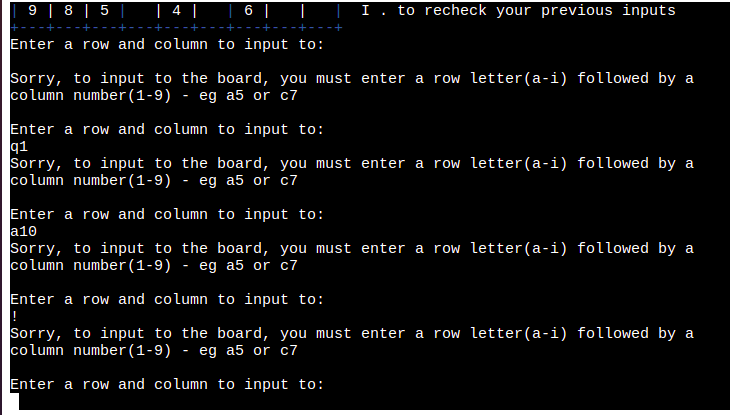 | 9 | 8 | 5 |   | 4 |   | 6 |   |   |  I . to recheck your previous inputs
+---+---+---+---+---+---+---+---+---+
Enter a row and column to input to:
Sorry, to input to the board, you must enter a row letter(a-i) followed by a
column number(1-9) - eg a5 or c7
Enter a row and column to input to:
q1
Sorry, to input to the board, you must enter a row letter(a-i) followed by a
column number(1-9) - eg a5 or c7
Enter a row and column to input to:
a10
Sorry, to input to the board, you must enter a row letter(a-i) followed by a
column number(1-9) - eg a5 or c7
Enter a row and column to input to:
!
Sorry, to input to the board, you must enter a row letter(a-i) followed by a
column number(1-9) - eg a5 or c7
Enter a row and column to input to: